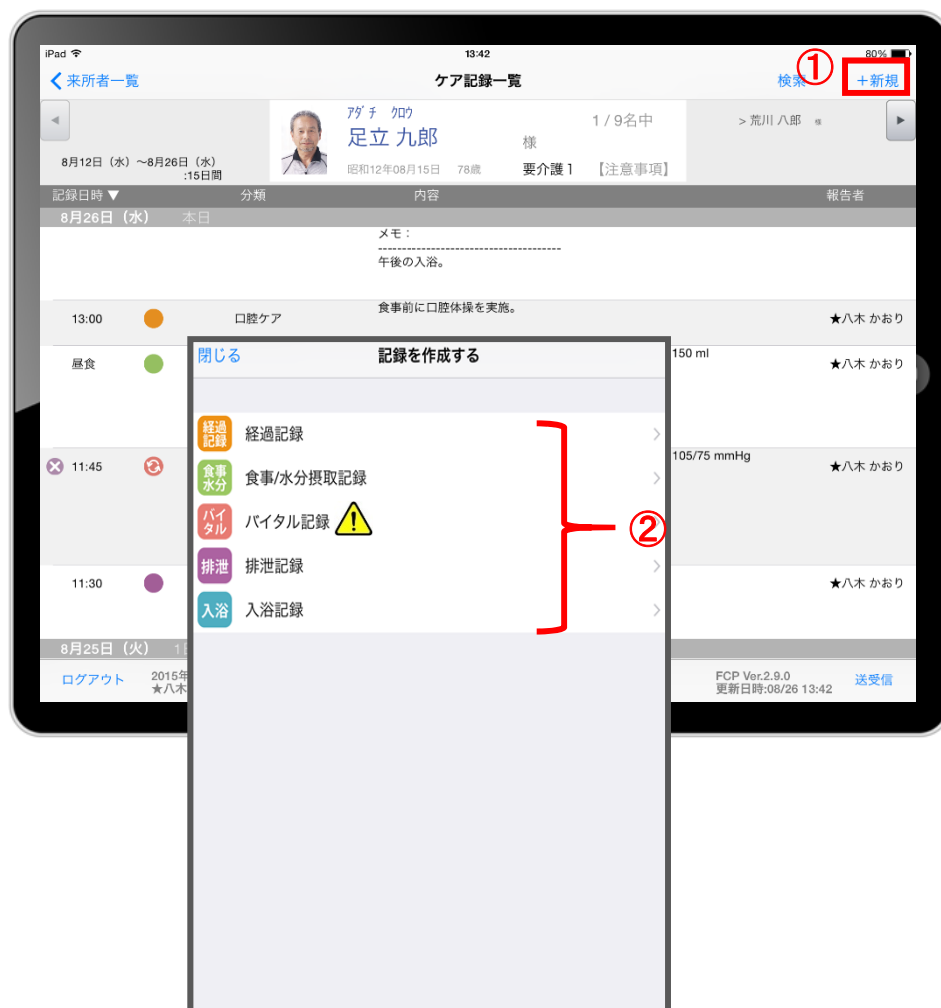 iPad 13:42 80%
来所者一覧 ケア記録一覧 検索 ① +新規
アダチ クロウ
足立 九郎 様 1 / 9名中 > 荒川 八郎 様
8月12日（水）～8月26日（水）
:15日間
昭和12年08月15日 78歳 要介護１ 【注意事項】
記録日時▼ 分類 内容 報告者
8月26日（水） 本日
メモ：
--------------------------------------
午後の入浴。
食事前に口腔体操を実施。
13:00 口腔ケア ★八木 かおり
閉じる 記録を作成する
150 ml
昼食 ★八木 かおり
経過記録 経過記録
105/75 mmHg
11:45 ★八木 かおり
食事水分 食事/水分摂取記録
バイタル バイタル記録 ②
排泄 排泄記録
11:30 ★八木 かおり
入浴 入浴記録
8月25日（火） 1
ログアウト 2015年
★八木
FCP Ver.2.9.0
更新日時:08/26 13:42 送受信